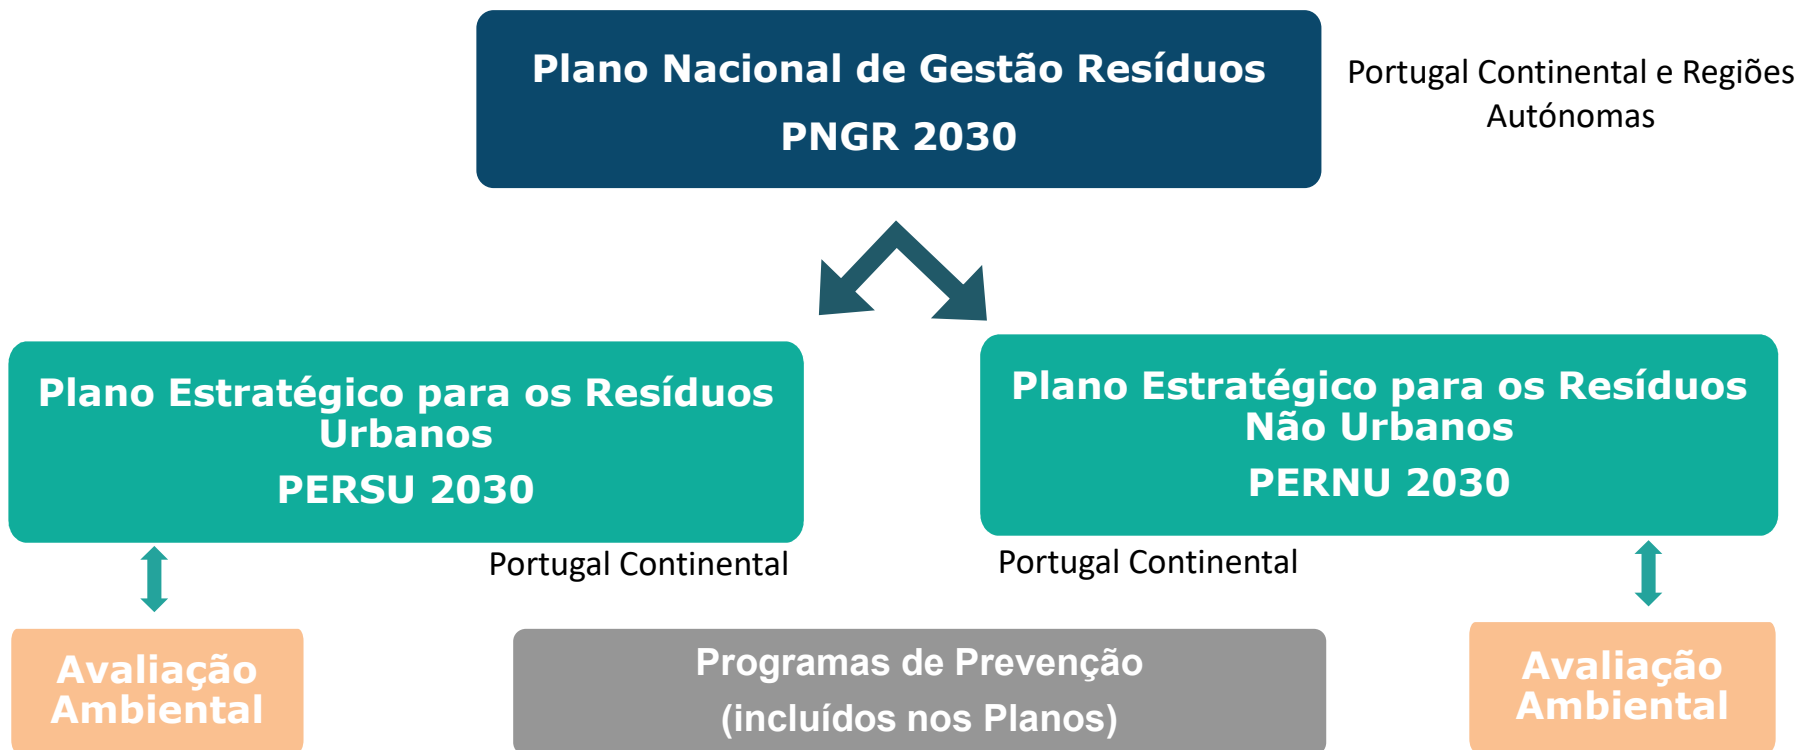 Plano Nacional de Gestão Resíduos
PNGR 2030
Portugal Continental e Regiões
Autónomas
Plano Estratégico para os Resíduos
Urbanos
PERSU 2030
Plano Estratégico para os Resíduos
Não Urbanos
PERNU 2030
Portugal Continental
Portugal Continental
Avaliação
Ambiental
Programas de Prevenção
(incluídos nos Planos)
Avaliação
Ambiental